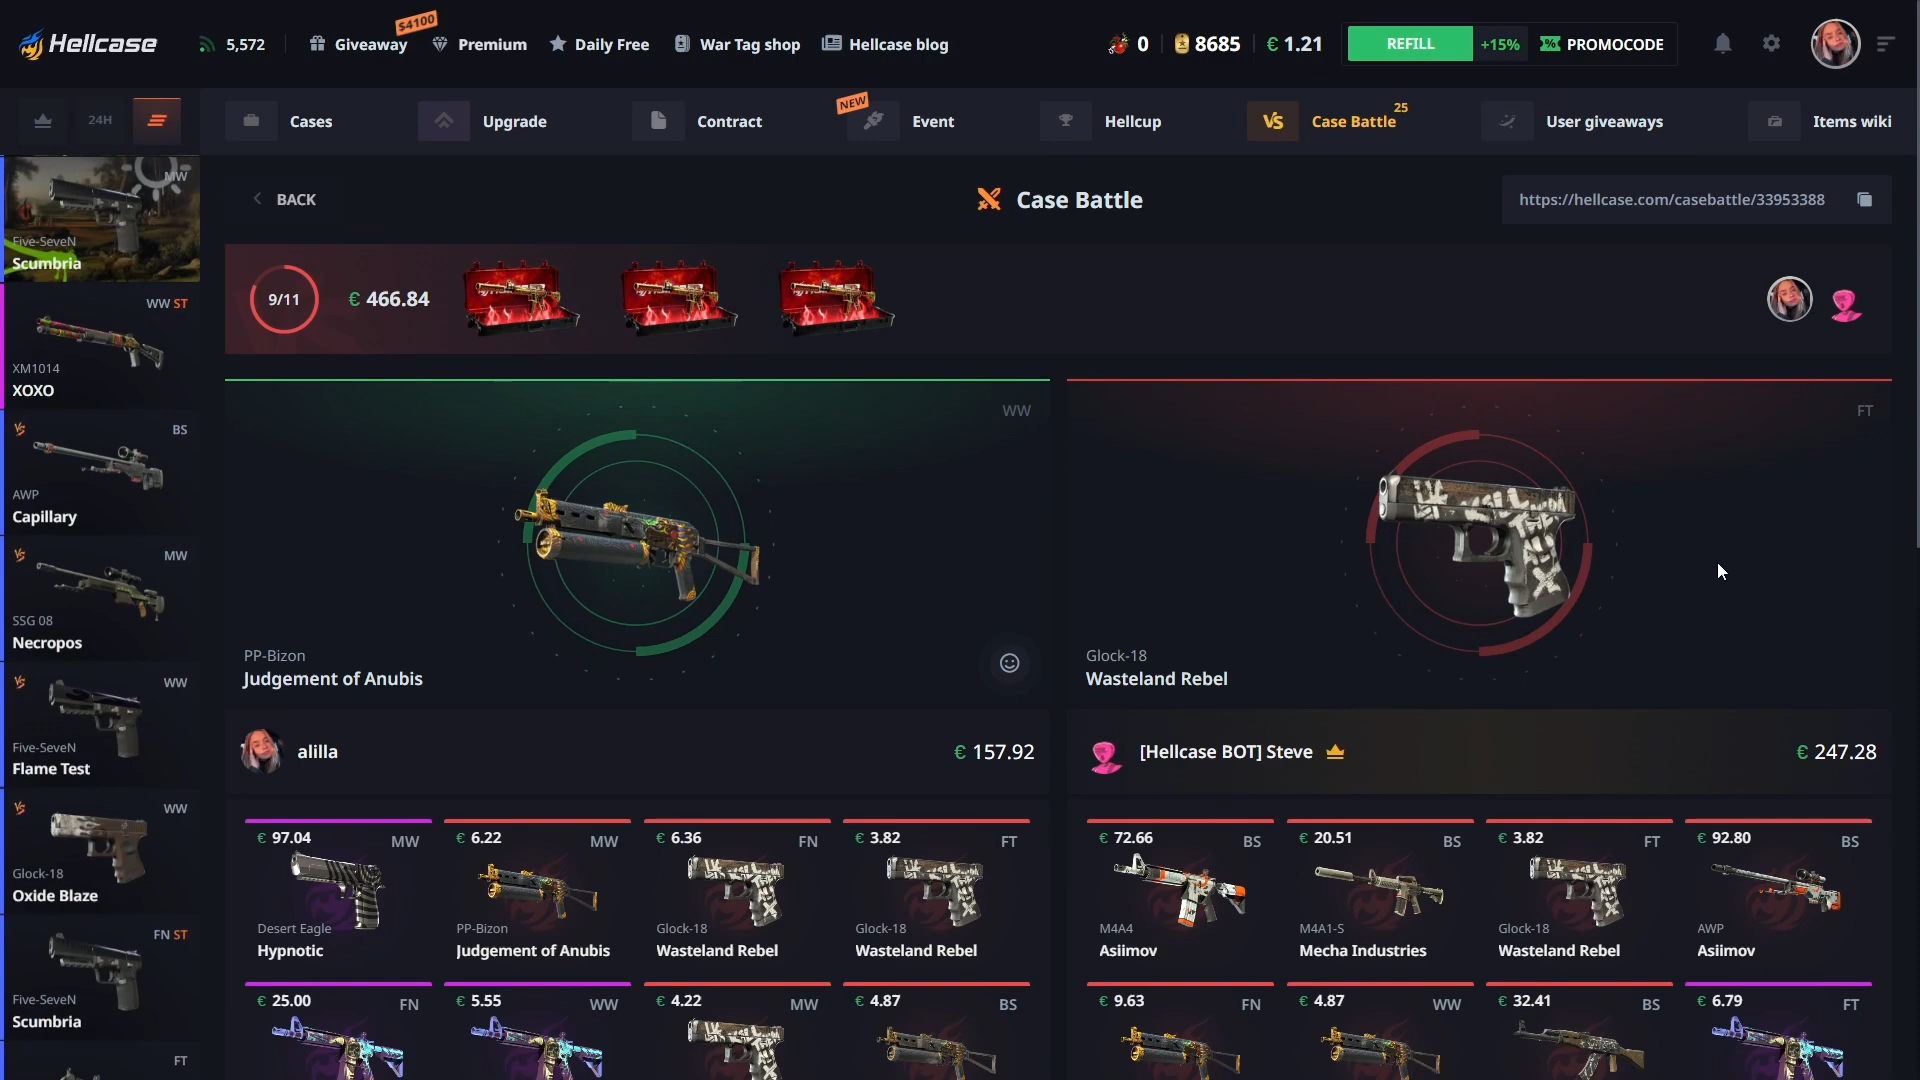 Hellcase
5,572
Giveaway
$4100
Premium
Daily Free
War Tag shop
Hellcase blog
0
8685
€ 1.21
REFILL
+15%
PROMOCODE
24H
Cases
Upgrade
Contract
NEW
Event
Hellcup
VS
Case Battle
25
User giveaways
Items wiki
MW
Five-SeveN
Scumbria
WW ST
XM1014
XOXO
VS
BS
AWP
Capillary
VS
MW
SSG 08
Necropos
VS
WW
Five-SeveN
Flame Test
VS
WW
Glock-18
Oxide Blaze
FN ST
Five-SeveN
Scumbria
FT
BACK
Case Battle
https://hellcase.com/casebattle/33953388
9/11
€ 466.84
WW
PP-Bizon
Judgement of Anubis
FT
Glock-18
Wasteland Rebel
alilla
€ 157.92
[Hellcase BOT] Steve
€ 247.28
€ 97.04
MW
Desert Eagle
Hypnotic
€ 6.22
MW
PP-Bizon
Judgement of Anubis
€ 6.36
FN
Glock-18
Wasteland Rebel
€ 3.82
FT
Glock-18
Wasteland Rebel
€ 72.66
BS
M4A4
Asiimov
€ 20.51
BS
M4A1-S
Mecha Industries
€ 3.82
FT
Glock-18
Wasteland Rebel
€ 92.80
BS
AWP
Asiimov
€ 25.00
FN
€ 5.55
WW
€ 4.22
MW
€ 4.87
BS
€ 9.63
FN
€ 4.87
WW
€ 32.41
BS
€ 6.79
FT